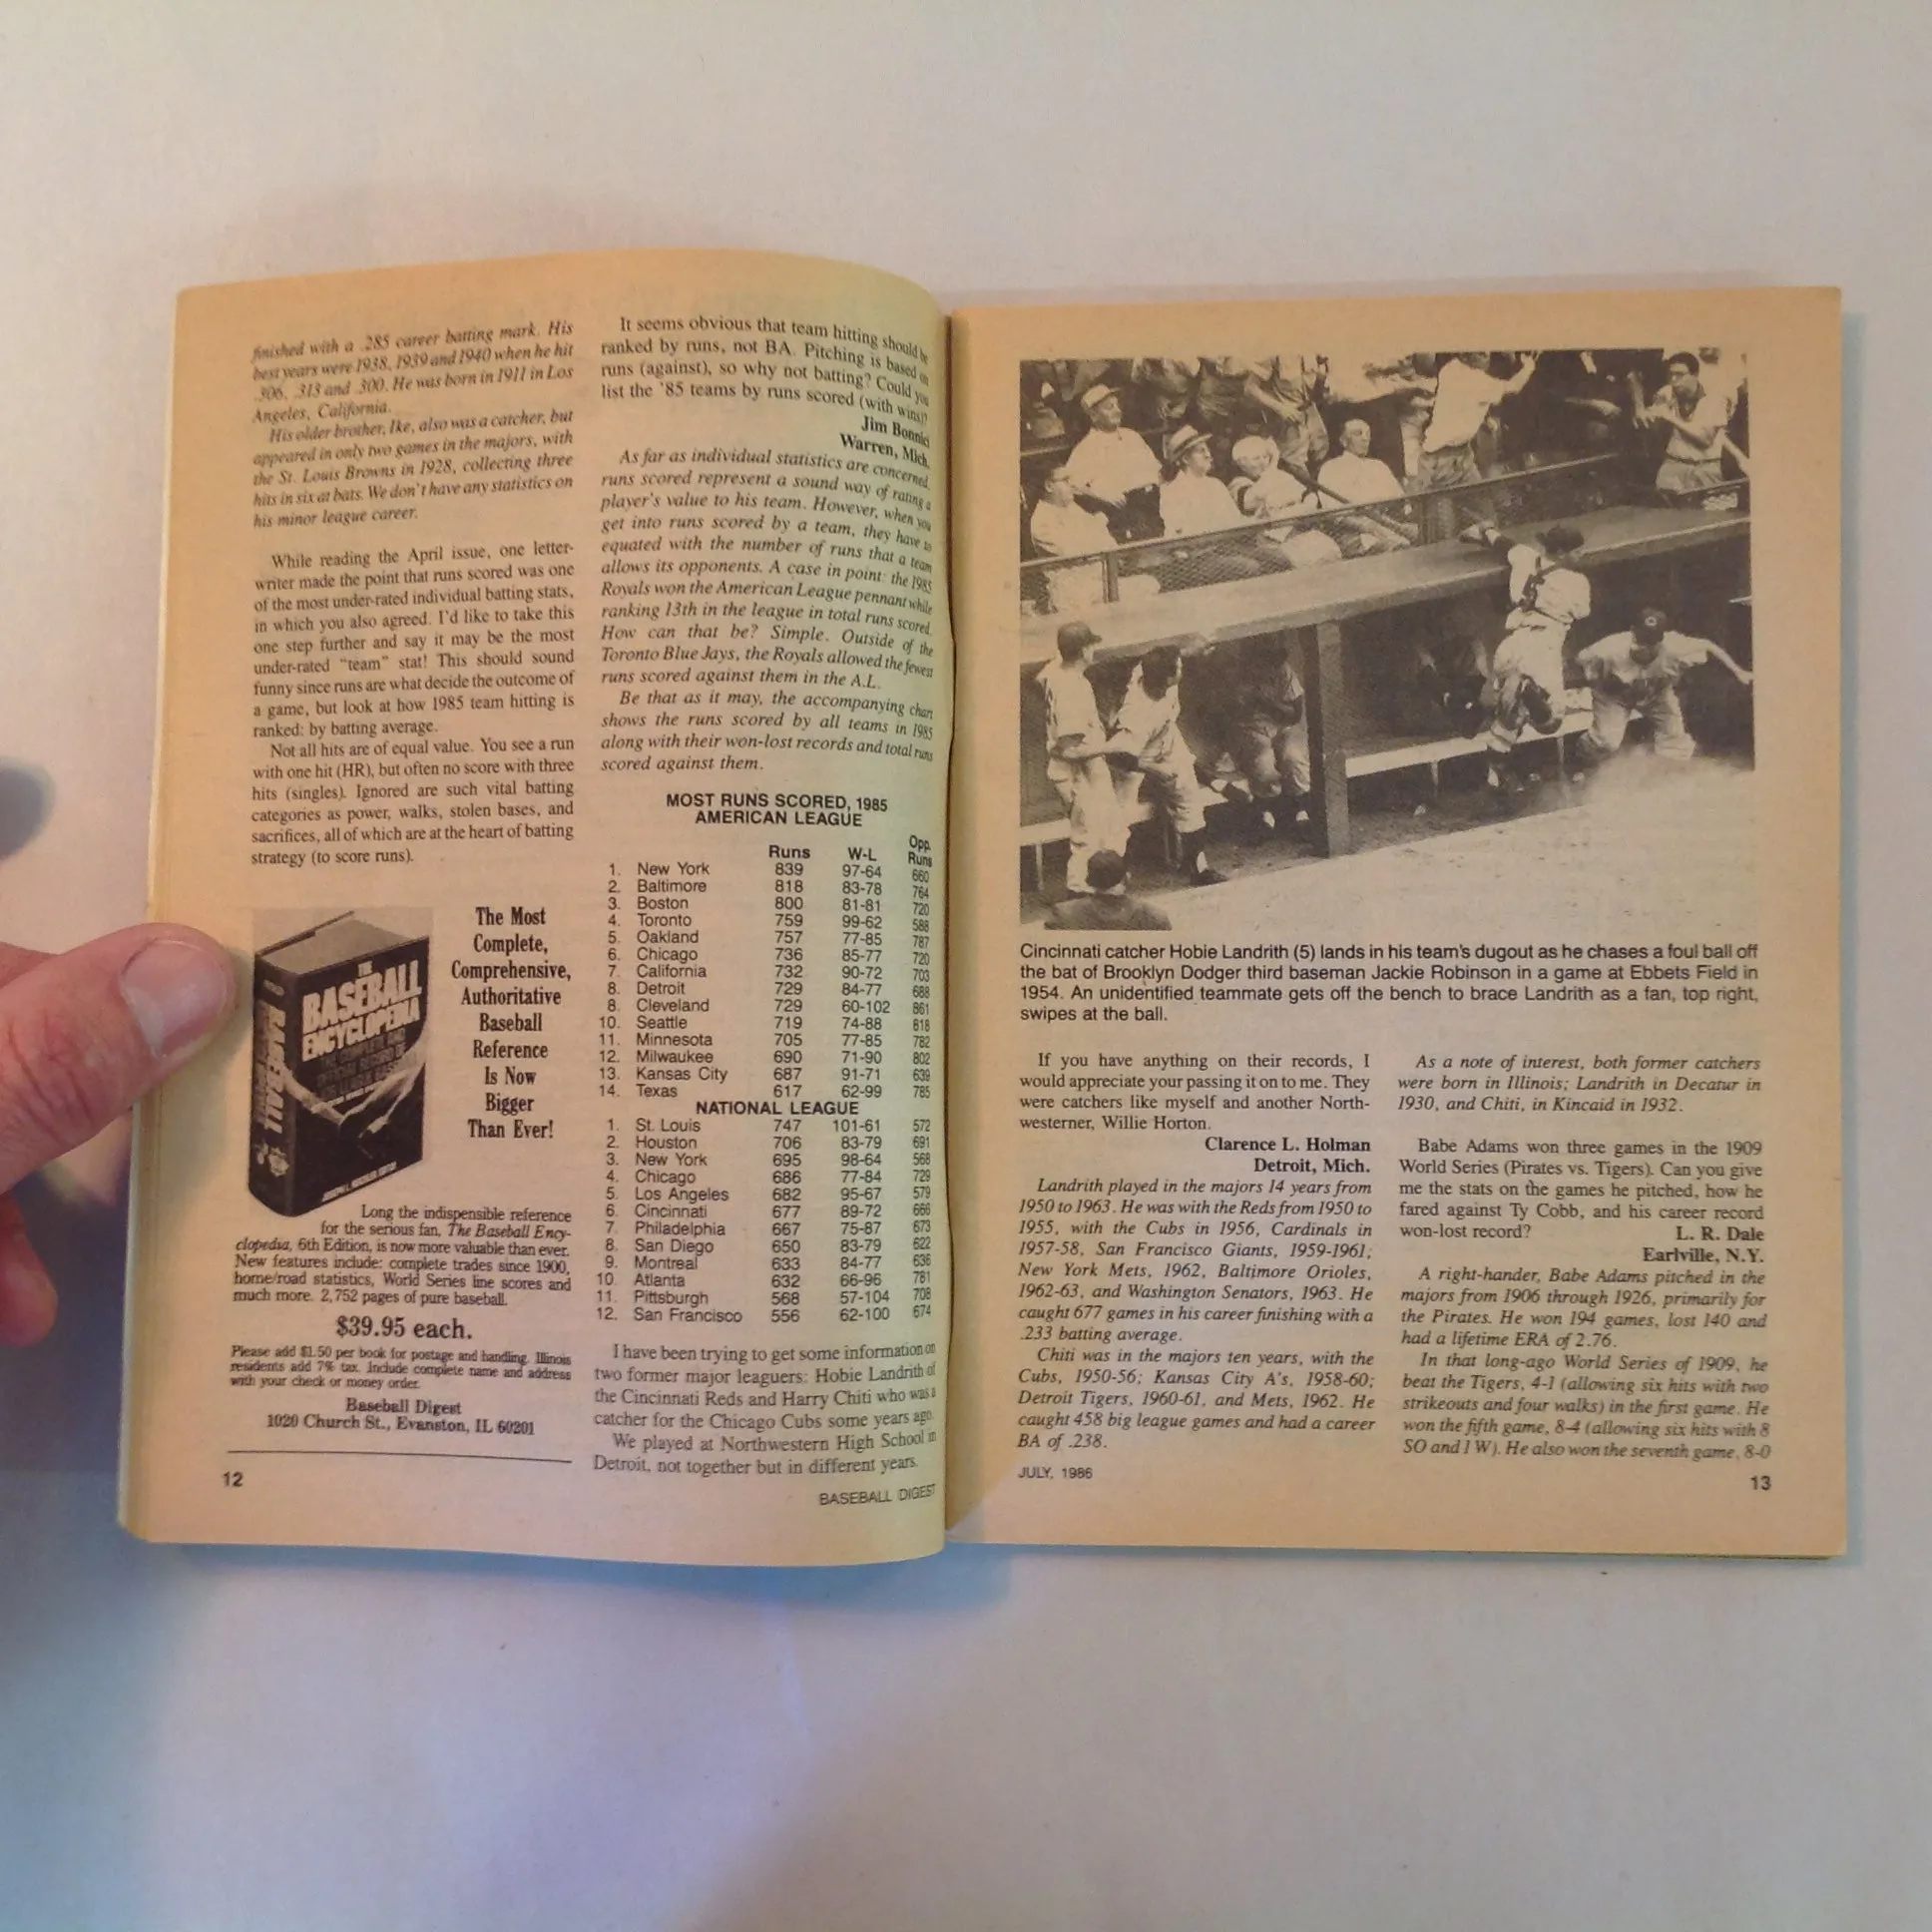 finished with a .285 career batting mark. His
best years were 1938, 1939 and 1940 when he hit
.306, .313 and .300. He was born in 1911 in Los
Angeles, California.
His older brother, Ike, also was a catcher, but
appeared in only two games in the majors, with
the St. Louis Browns in 1928, collecting three
hits in six at bats. We don't have any statistics on
his minor league career.
While reading the April issue, one letter-
writer made the point that runs scored was one
of the most under-rated individual batting stats,
in which you also agreed. I'd like to take this
one step further and say it may be the most
under-rated "team" stat! This should sound
funny since runs are what decide the outcome of
a game, but look at how 1985 team hitting is
ranked: by batting average.
Not all hits are of equal value. You see a run
with one hit (HR), but often no score with three
hits (singles). Ignored are such vital batting
categories as power, walks, stolen bases, and
sacrifices, all of which are at the heart of batting
strategy (to score runs).
THE
BASEBALL
ENCYCLOPEDIA
BASEBALL
The Most
Complete,
Comprehensive,
Authoritative
Baseball
Reference
Is Now
Bigger
Than Ever!
Long the indispensible reference
for the serious fan, The Baseball Ency-
clopedia, 6th Edition, is now more valuable than ever.
New features include: complete trades since 1900,
home/road statistics, World Series line scores and
much more. 2,752 pages of pure baseball.
$39.95 each.
Please add $1.50 per book for postage and handling. Illinois
residents add 7% tax. Include complete name and address
with your check or money order.
Baseball Digest
1020 Church St., Evanston, IL 60201
12
It seems obvious that team hitting should be
ranked by runs, not BA. Pitching is based on
runs (against), so why not batting? Could you
list the '85 teams by runs scored (with wins)?
Jim Bonnici
Warren, Mich.
As far as individual statistics are concerned,
runs scored represent a sound way of rating a
player's value to his team. However, when you
get into runs scored by a team, they have to
equated with the number of runs that a team
allows its opponents. A case in point: the 1985
Royals won the American League pennant while
ranking 13th in the league in total runs scored.
How can that be? Simple. Outside of the
Toronto Blue Jays, the Royals allowed the fewest
runs scored against them in the A.L.
Be that as it may, the accompanying chart
shows the runs scored by all teams in 1985
along with their won-lost records and total runs
scored against them.
MOST RUNS SCORED, 1985
AMERICAN LEAGUE
Runs W-L Opp. Runs
1. New York 839 97-64 660
2. Baltimore 818 83-78 764
3. Boston 800 81-81 720
4. Toronto 759 99-62 588
5. Oakland 757 77-85 787
6. Chicago 736 85-77 720
7. California 732 90-72 703
8. Detroit 729 84-77 688
8. Cleveland 729 60-102 861
10. Seattle 719 74-88 818
11. Minnesota 705 77-85 782
12. Milwaukee 690 71-90 802
13. Kansas City 687 91-71 639
14. Texas 617 62-99 785
NATIONAL LEAGUE
1. St. Louis 747 101-61 572
2. Houston 706 83-79 691
3. New York 695 98-64 568
4. Chicago 686 77-84 729
5. Los Angeles 682 95-67 579
6. Cincinnati 677 89-72 666
7. Philadelphia 667 75-87 673
8. San Diego 650 83-79 622
9. Montreal 633 84-77 636
10. Atlanta 632 66-96 781
11. Pittsburgh 568 57-104 708
12. San Francisco 556 62-100 674
I have been trying to get some information on
two former major leaguers: Hobie Landrith of
the Cincinnati Reds and Harry Chiti who was a
catcher for the Chicago Cubs some years ago.
We played at Northwestern High School in
Detroit, not together but in different years.
BASEBALL DIGEST
Cincinnati catcher Hobie Landrith (5) lands in his team's dugout as he chases a foul ball off
the bat of Brooklyn Dodger third baseman Jackie Robinson in a game at Ebbets Field in
1954. An unidentified teammate gets off the bench to brace Landrith as a fan, top right,
swipes at the ball.
If you have anything on their records, I
would appreciate your passing it on to me. They
were catchers like myself and another North-
westerner, Willie Horton.
Clarence L. Holman
Detroit, Mich.
Landrith played in the majors 14 years from
1950 to 1963. He was with the Reds from 1950 to
1955, with the Cubs in 1956, Cardinals in
1957-58, San Francisco Giants, 1959-1961;
New York Mets, 1962, Baltimore Orioles,
1962-63, and Washington Senators, 1963. He
caught 677 games in his career finishing with a
.233 batting average.
Chiti was in the majors ten years, with the
Cubs, 1950-56; Kansas City A's, 1958-60;
Detroit Tigers, 1960-61, and Mets, 1962. He
caught 458 big league games and had a career
BA of .238.
JULY, 1986
As a note of interest, both former catchers
were born in Illinois; Landrith in Decatur in
1930, and Chiti, in Kincaid in 1932.
Babe Adams won three games in the 1909
World Series (Pirates vs. Tigers). Can you give
me the stats on the games he pitched, how he
fared against Ty Cobb, and his career record
won-lost record?
L. R. Dale
Earlville, N.Y.
A right-hander, Babe Adams pitched in the
majors from 1906 through 1926, primarily for
the Pirates. He won 194 games, lost 140 and
had a lifetime ERA of 2.76.
In that long-ago World Series of 1909, he
beat the Tigers, 4-1 (allowing six hits with two
strikeouts and four walks) in the first game. He
won the fifth game, 8-4 (allowing six hits with 8
SO and 1 W). He also won the seventh game, 8-0
13